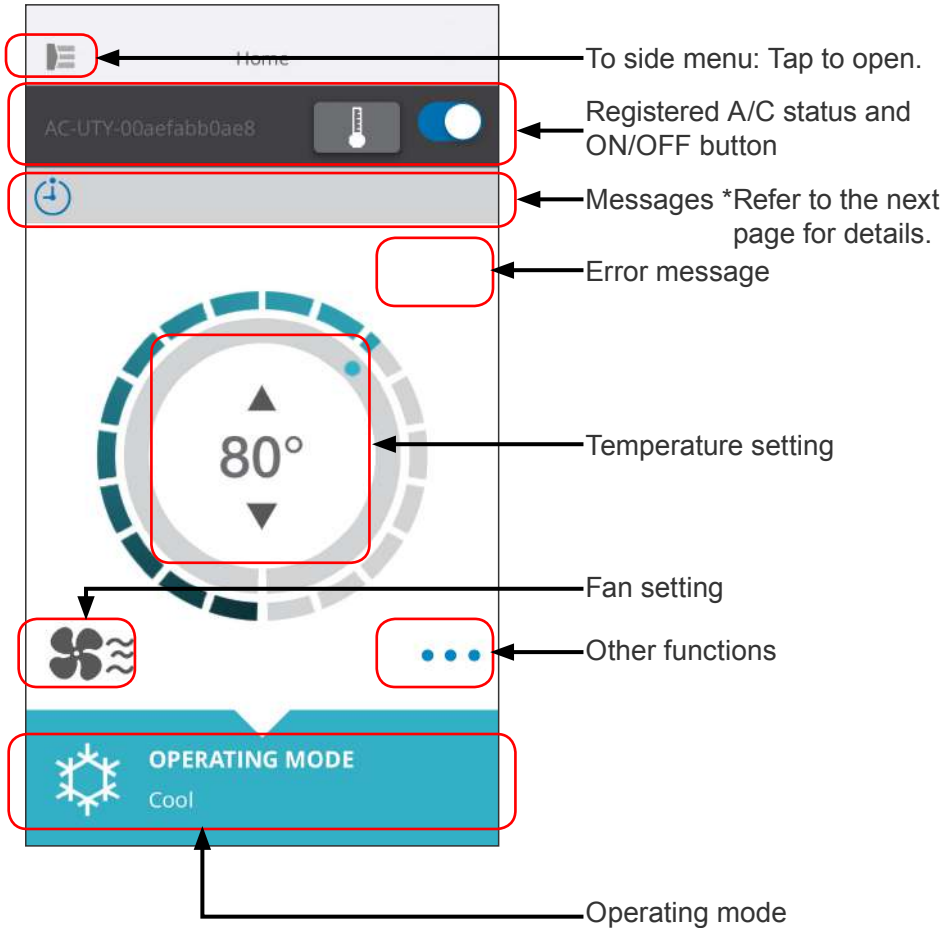 Home
To side menu: Tap to open.
AC-UTY-00aefabb0ae8
Registered A/C status and
ON/OFF button
Messages *Refer to the next
page for details.
Error message
80°
Temperature setting
Fan setting
Other functions
OPERATING MODE
Cool
Operating mode